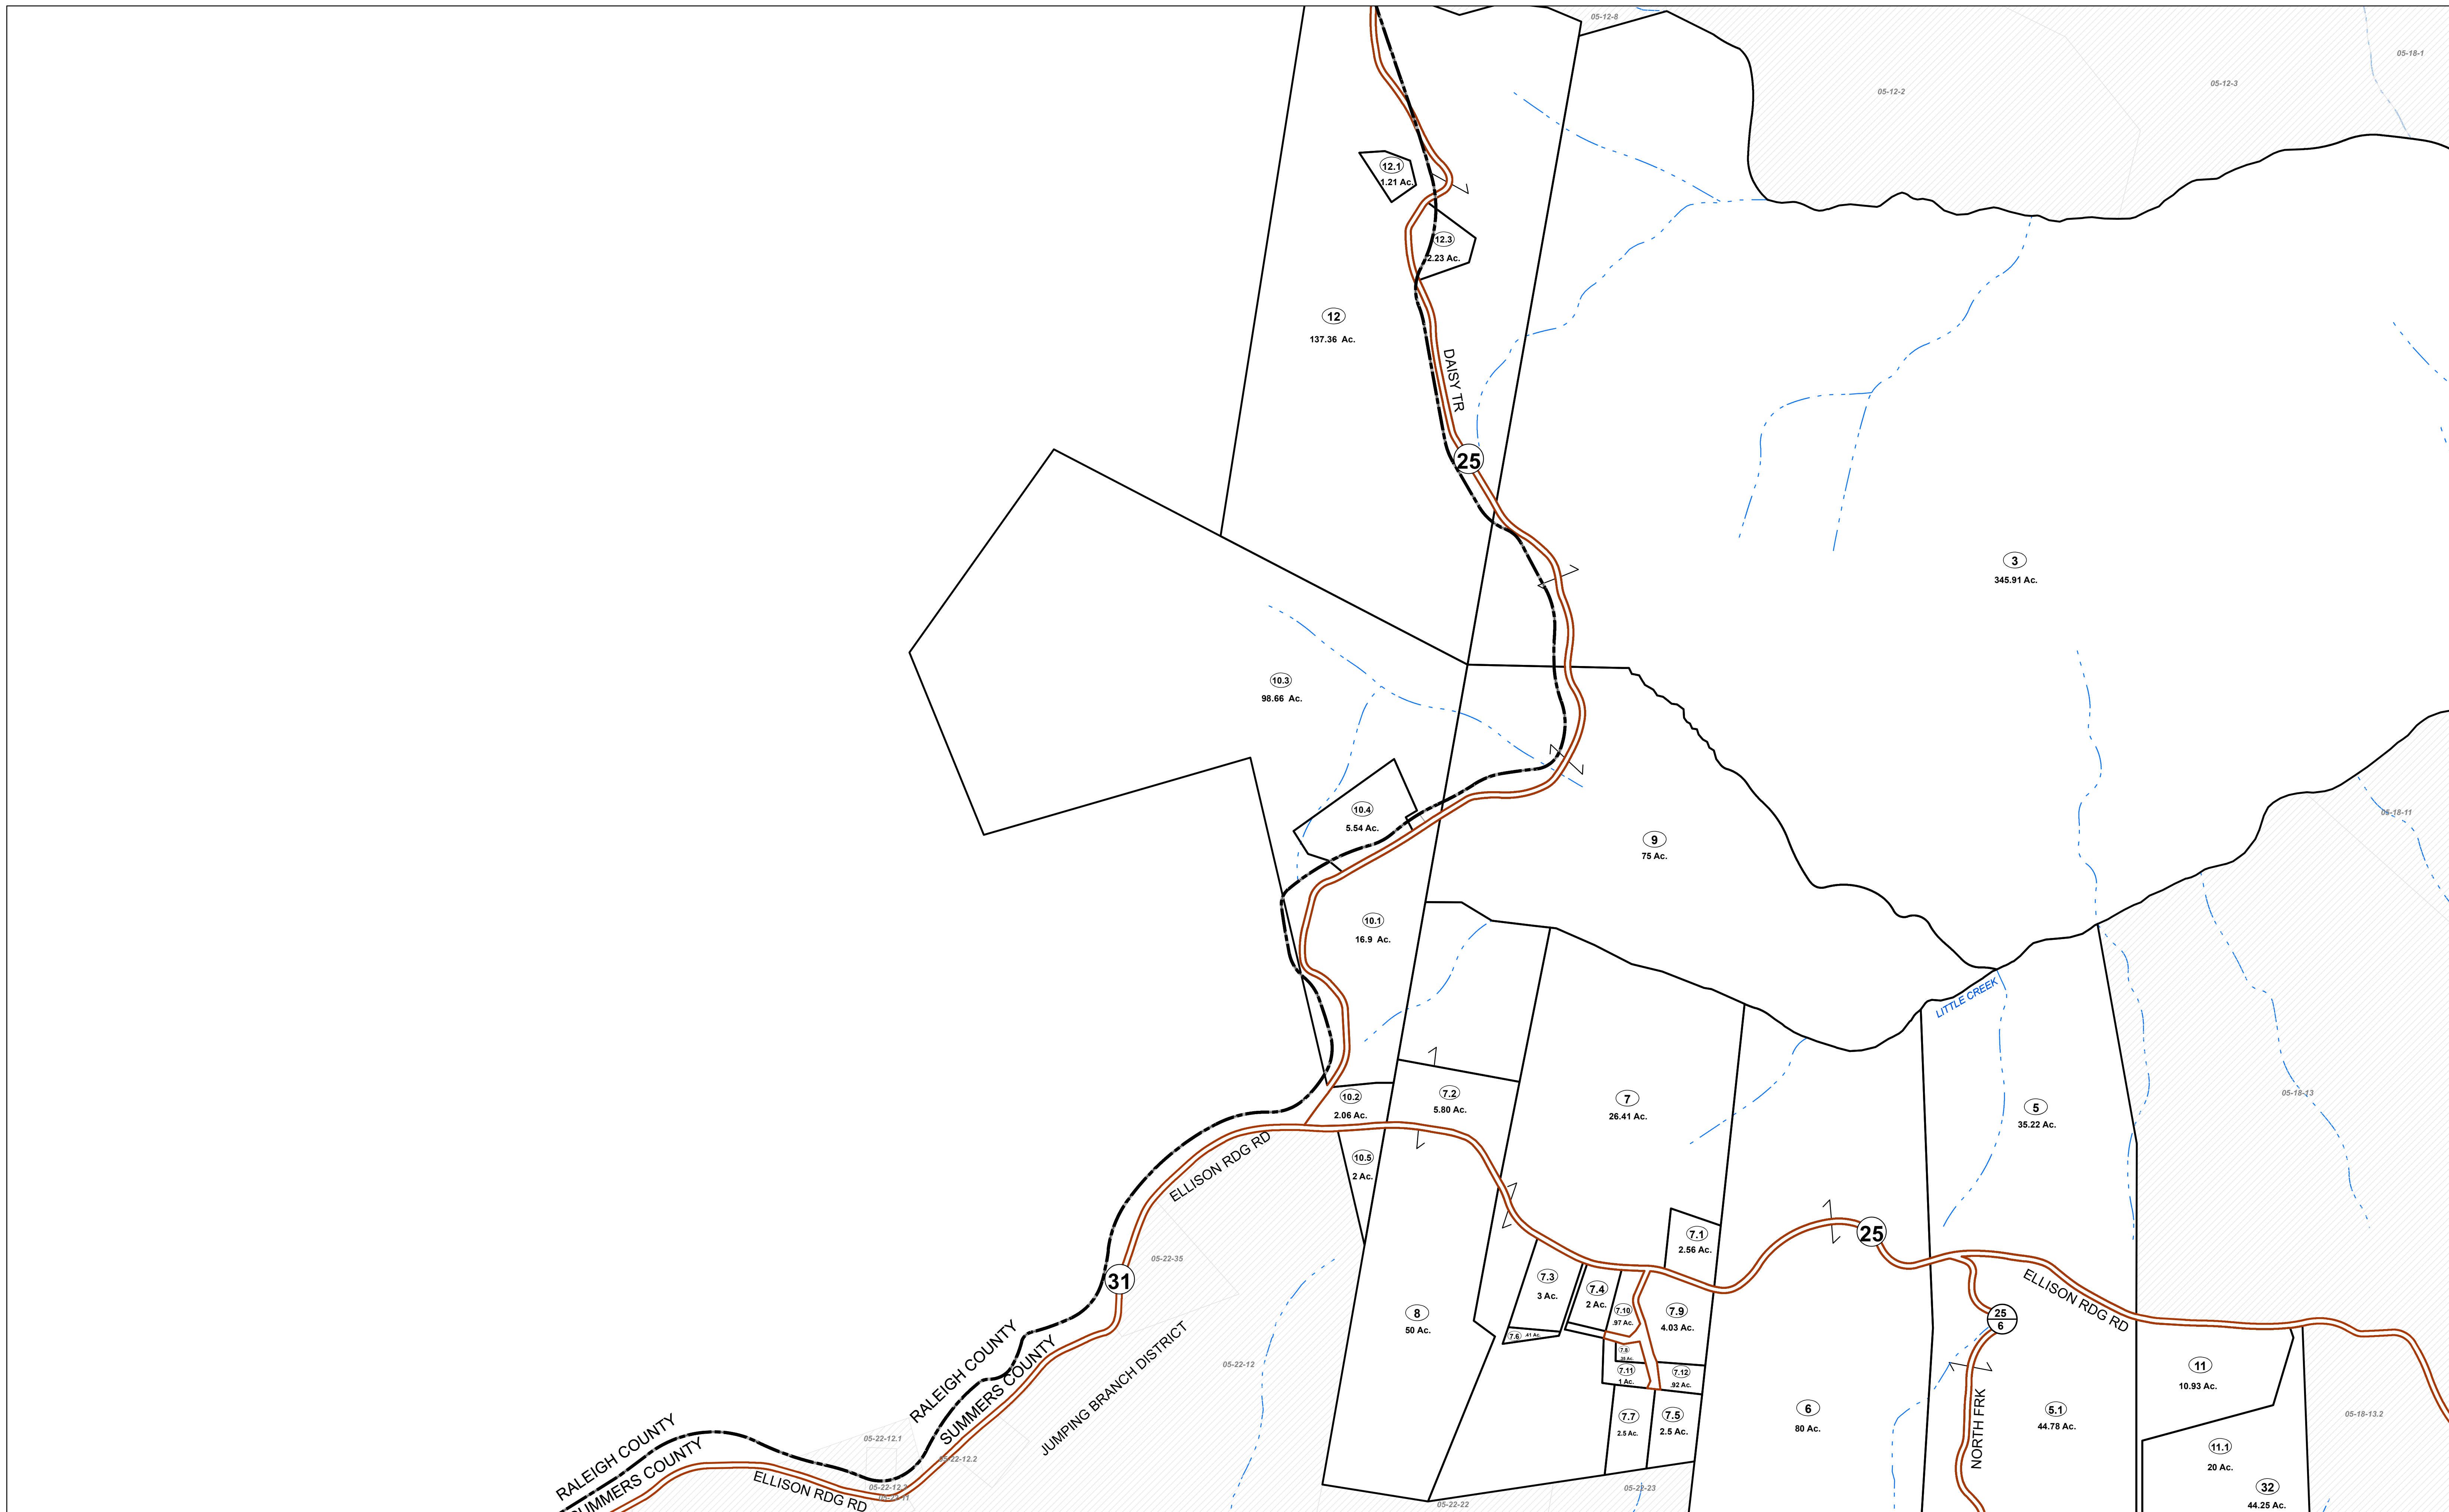 05-12-8
05-18-1
05-12-3
05-12-2
12.1
1.21 Ac.
12.3
2.23 Ac.
12
137.36 Ac.
DAISY TR
25
3
345.91 Ac.
10.3
98.66 Ac.
10.4
5.54 Ac.
05-18-11
9
75 Ac.
10.1
16.9 Ac.
LITTLE CREEK
10.2
2.06 Ac.
7.2
5.80 Ac.
7
26.41 Ac.
5
35.22 Ac.
05-18-13
ELLISON RDG RD
10.5
2 Ac.
7.1
2.56 Ac.
25
05-22-35
31
7.3
3 Ac.
7.4
2 Ac.
7.10
.97 Ac.
7.9
4.03 Ac.
ELLISON RDG RD
25
6
8
50 Ac.
7.6
.41 Ac.
7.8
7.11
1 Ac.
7.12
.92 Ac.
RALEIGH COUNTY
SUMMERS COUNTY
JUMPING BRANCH DISTRICT
05-22-12
11
10.93 Ac.
6
80 Ac.
5.1
44.78 Ac.
NORTH FRK
7.7
2.5 Ac.
7.5
2.5 Ac.
05-18-13.2
05-22-12.1
05-22-12.2
RALEIGH COUNTY
SUMMERS COUNTY
ELLISON RDG RD
11.1
20 Ac.
32
44.25 Ac.
05-22-23
05-22-22